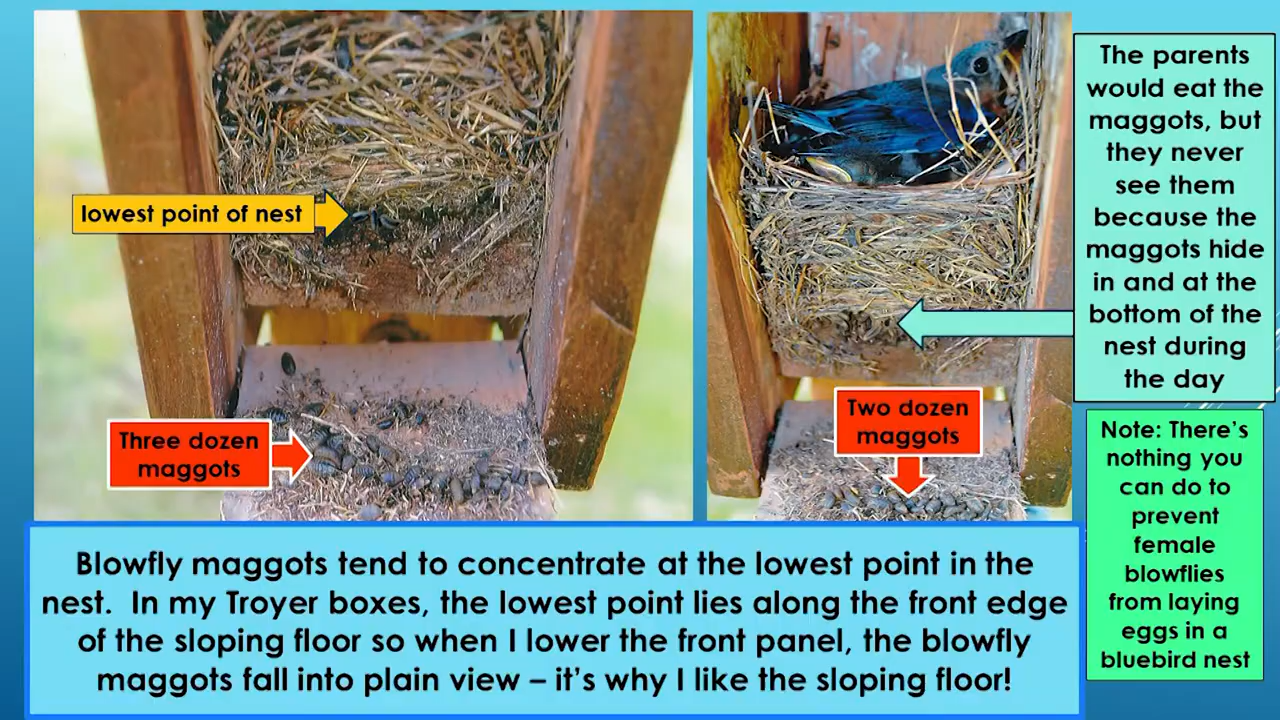 lowest point of nest
Three dozen
maggots
Two dozen
maggots
The parents
would eat the
maggots, but
they never
see them
because the
maggots hide
in and at the
bottom of the
nest during
the day
Note: There's
nothing you
can do to
prevent
female
blowflies
from laying
eggs in a
bluebird nest
Blowfly maggots tend to concentrate at the lowest point in the
nest.  In my Troyer boxes, the lowest point lies along the front edge
of the sloping floor so when I lower the front panel, the blowfly
maggots fall into plain view – it's why I like the sloping floor!